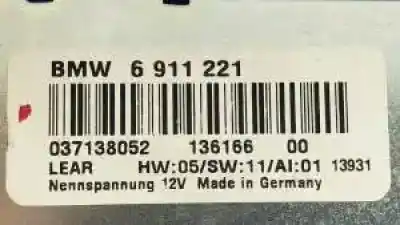 BMW 6 911 221
037138052 136166 00
LEAR HW:05/SW:11/AI:01 13931
Nennspannung 12V Made in Germany